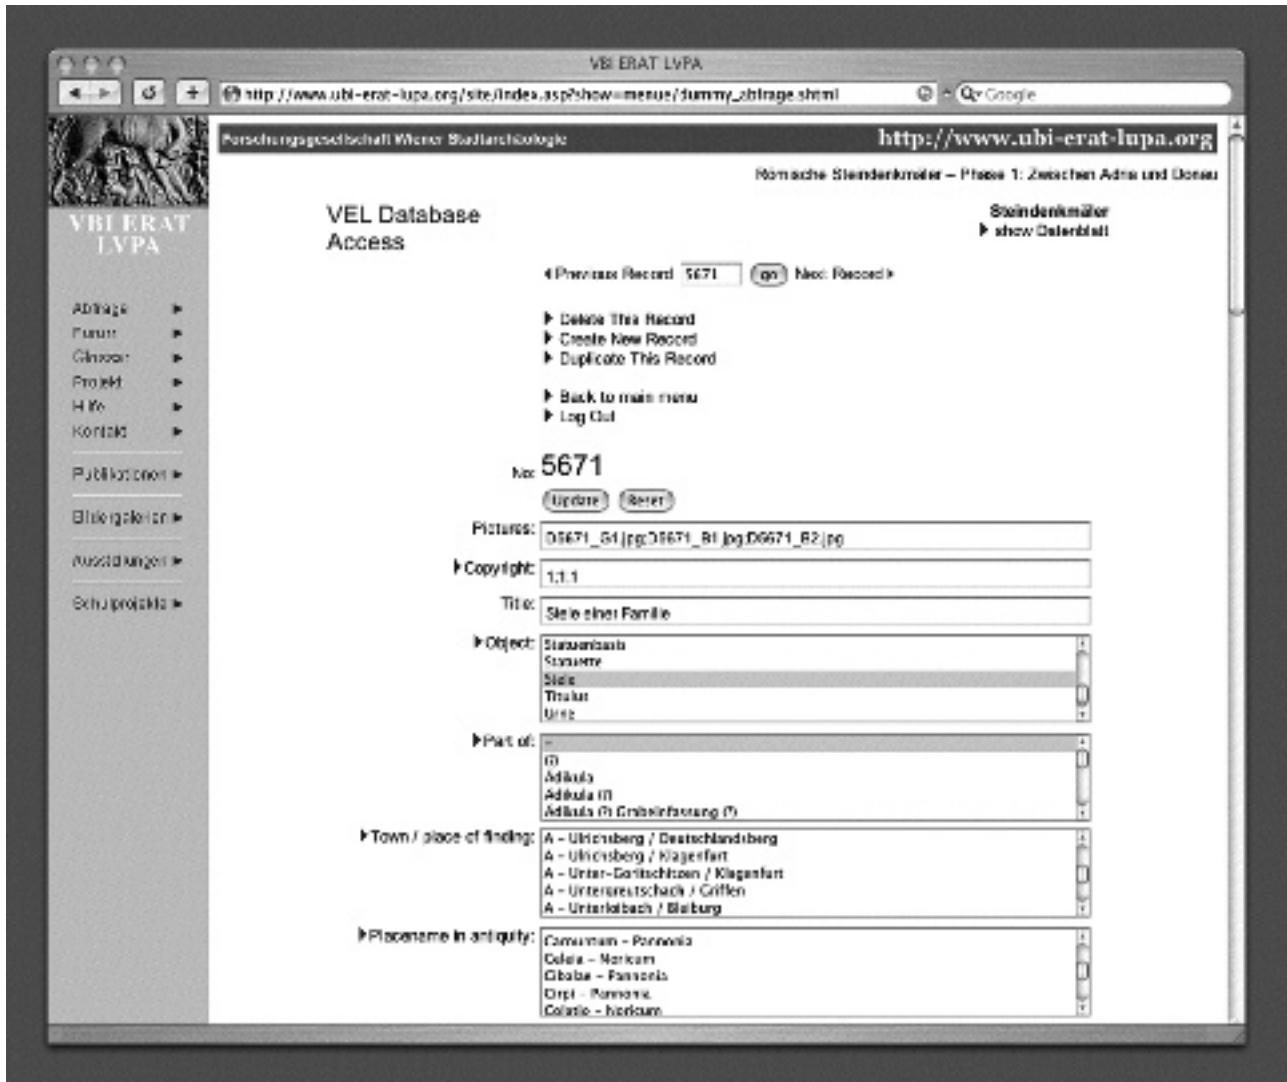 VBI ERAT LVPA
http://www.ubi-erat-lupa.org/site/index.asp?show=menue/dummy_abfrage.shtml
Google
Forschungsgesellschaft Wiener Stadtarchäologie
http://www.ubi-erat-lupa.org
Römische Steindenkmäler – Phase 1: Zwischen Adria und Donau
VBI ERAT
LVPA
VEL Database
Access
Steindenkmäler
show Datenblatt
Previous Record 5671 go Next Record
Delete This Record
Create New Record
Duplicate This Record
Back to main menu
Log Out
Abfrage
Forum
Glossar
Projekt
Hilfe
Kontakt
Publikationen
Bildergalerien
Ausstellungen
Schulprojekte
No: 5671
Update Reset
Pictures: D5671_G1.jpg;D5671_B1.jpg;D5671_B2.jpg
Copyright: 1;1;1
Title: Stele einer Familie
Object: Statuenbasis
Statuette
Stele
Titulus
Urne
Part of: -
(?)
Ädikula
Ädikula (?)
Ädikula (?) Grabeinfassung (?)
Town / place of finding: A – Ulrichsberg / Deutschlandsberg
A – Ulrichsberg / Klagenfurt
A – Unter-Goritschitzen / Klagenfurt
A – Untergreutschach / Griffen
A – Unterloibach / Bleiburg
Placename in antiquity: Carnuntum – Pannonia
Celeia – Noricum
Cibalae – Pannonia
Cirpi – Pannonia
Colatio – Noricum